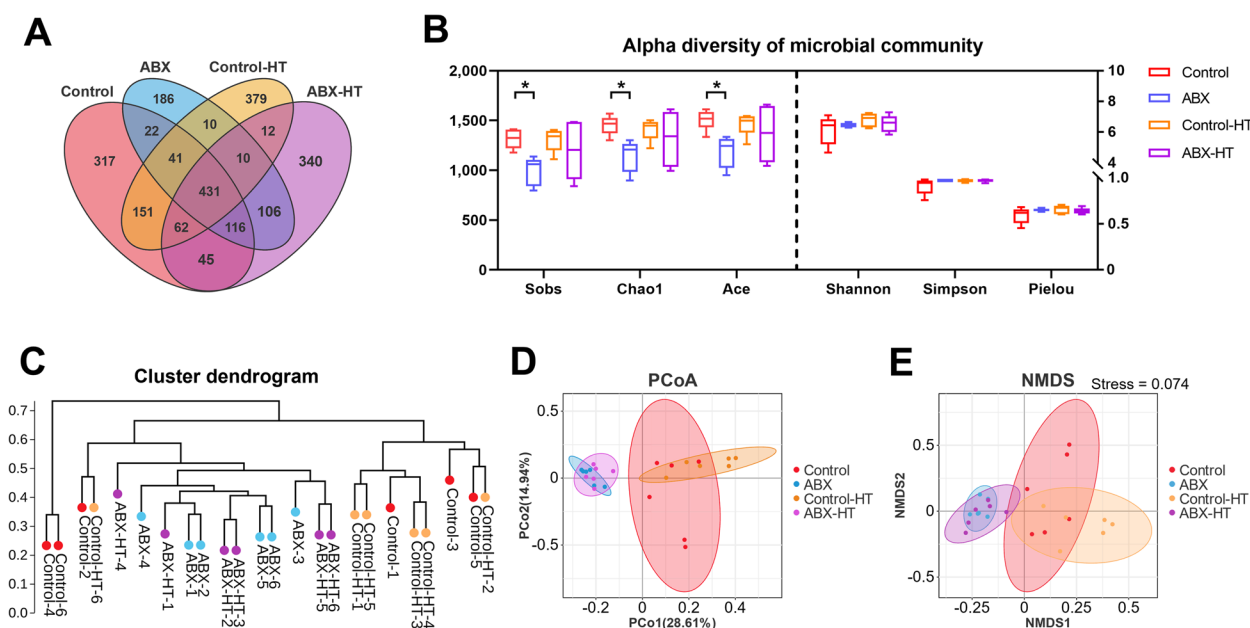 A
Control
ABX
Control-HT
ABX-HT
186
379
22
10
12
317
41
10
340
431
151
62
116
106
45
B
Alpha diversity of microbial community
2,000
1,500
1,000
500
0
*
*
*
10
8
6
4
1.0
0.5
0
Sobs
Chao1
Ace
Shannon
Simpson
Pielou
Control
ABX
Control-HT
ABX-HT
C
Cluster dendrogram
0.7
0.6
0.5
0.4
0.3
0.2
0.1
0.0
Control-4
Control-6
Control-2
Control-HT-6
ABX-HT-4
ABX-4
ABX-HT-1
ABX-1
ABX-2
ABX-HT-2
ABX-HT-3
ABX-5
ABX-6
ABX-3
ABX-HT-5
ABX-HT-6
Control-HT-1
Control-HT-5
Control-1
Control-HT-3
Control-HT-4
Control-3
Control-5
Control-HT-2
D
PCoA
PCo2(14.94%)
0.5
0
-0.5
-0.2
0
0.2
0.4
PCo1(28.61%)
Control
ABX
Control-HT
ABX-HT
E
NMDS
Stress = 0.074
NMDS2
0.5
0
-0.5
-0.25
0
0.25
0.5
NMDS1
Control
ABX
Control-HT
ABX-HT